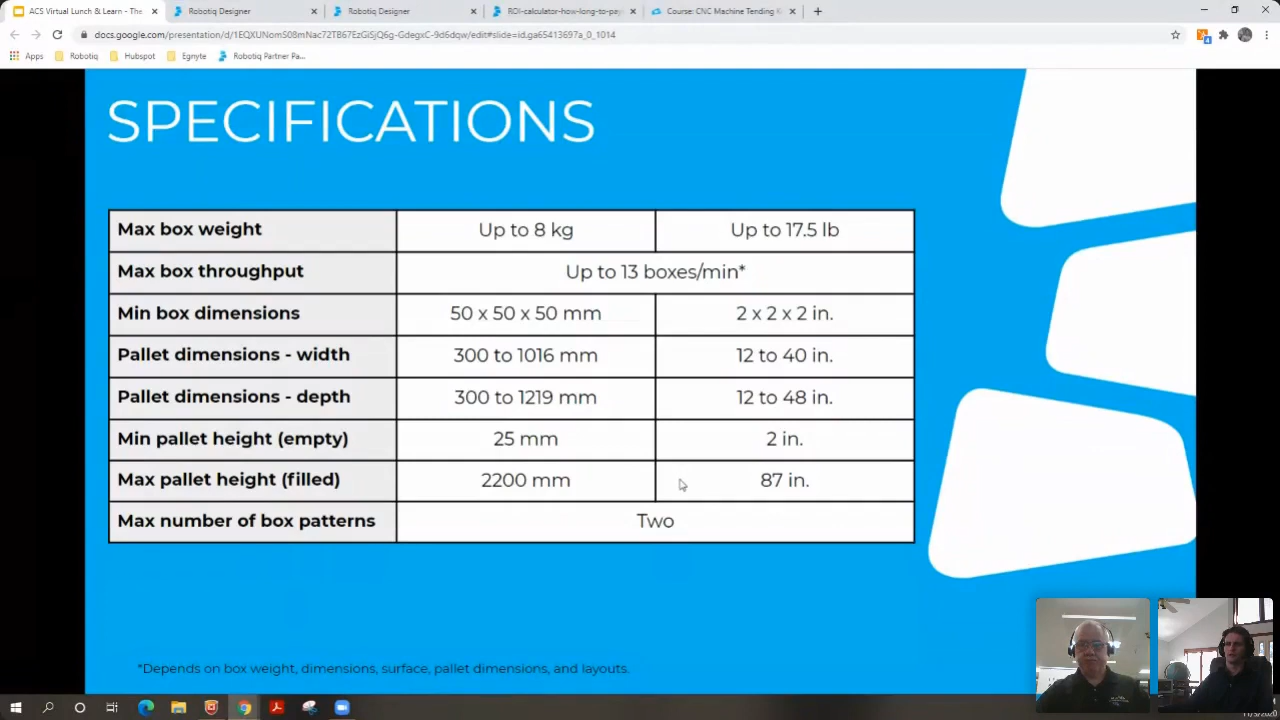 ACS Virtual Lunch & Learn - The
Robotiq Designer
Robotiq Designer
ROI-calculator-how-long-to-pay
Course: CNC Machine Tending Ki
docs.google.com/presentation/d/1EQXUNomS08mNac72TB67EzGiSjQ6g-GdegxC-9d6dqw/edit#slide=id.ga65413697a_0_1014
Apps
Robotiq
Hubspot
Egnyte
Robotiq Partner Pa...
SPECIFICATIONS
Max box weight Up to 8 kg Up to 17.5 lb
Max box throughput Up to 13 boxes/min*
Min box dimensions 50 x 50 x 50 mm 2 x 2 x 2 in.
Pallet dimensions - width 300 to 1016 mm 12 to 40 in.
Pallet dimensions - depth 300 to 1219 mm 12 to 48 in.
Min pallet height (empty) 25 mm 2 in.
Max pallet height (filled) 2200 mm 87 in.
Max number of box patterns Two
*Depends on box weight, dimensions, surface, pallet dimensions, and layouts.